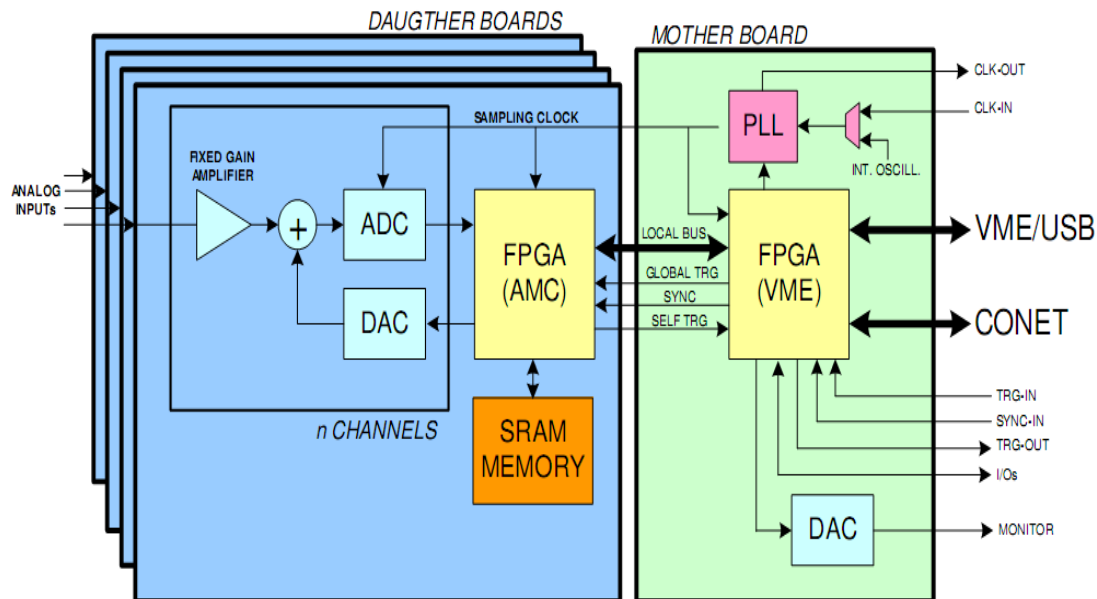 DAUGTHER BOARDS
MOTHER BOARD
CLK-OUT
CLK-IN
SAMPLING CLOCK
PLL
INT. OSCILL.
FIXED GAIN
AMPLIFIER
ANALOG
INPUTs
+
ADC
DAC
n CHANNELS
FPGA
(AMC)
SRAM
MEMORY
LOCAL BUS
GLOBAL TRG
SYNC
SELF TRG
FPGA
(VME)
VME/USB
CONET
TRG-IN
SYNC-IN
TRG-OUT
I/Os
DAC
MONITOR